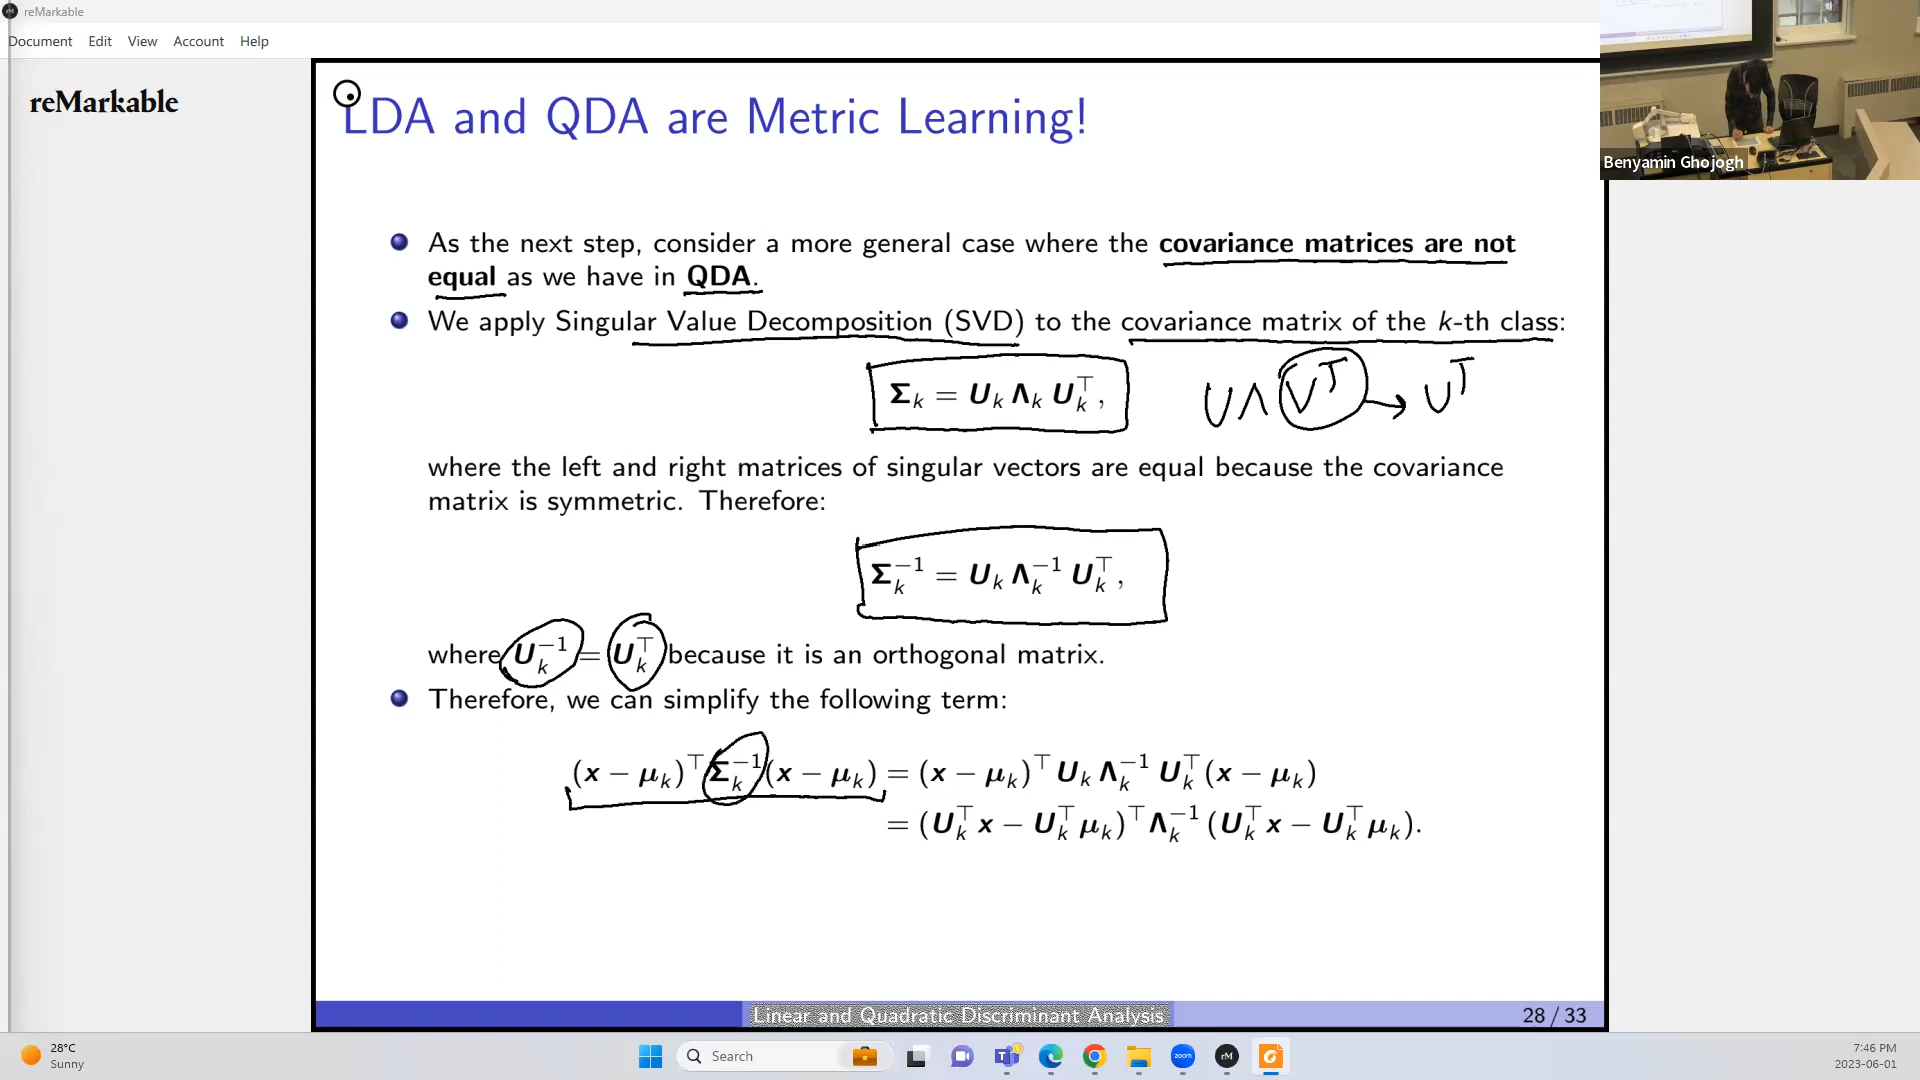 reMarkable
Document Edit View Account Help
reMarkable
LDA and QDA are Metric Learning!
Benyamin Ghojogh
As the next step, consider a more general case where the covariance matrices are not
equal as we have in QDA.
We apply Singular Value Decomposition (SVD) to the covariance matrix of the k-th class:
Σ_k = U_k Λ_k U_k^⊤,
U Λ V^T → U^T
where the left and right matrices of singular vectors are equal because the covariance
matrix is symmetric. Therefore:
Σ_k^{-1} = U_k Λ_k^{-1} U_k^⊤,
where U_k^{-1} = U_k^⊤ because it is an orthogonal matrix.
Therefore, we can simplify the following term:
(x − μ_k)^⊤ Σ_k^{-1} (x − μ_k) = (x − μ_k)^⊤ U_k Λ_k^{-1} U_k^⊤ (x − μ_k)
= (U_k^⊤ x − U_k^⊤ μ_k)^⊤ Λ_k^{-1} (U_k^⊤ x − U_k^⊤ μ_k).
Linear and Quadratic Discriminant Analysis
28 / 33
28°C
Sunny
Search
zoom
rM
7:46 PM
2023-06-01